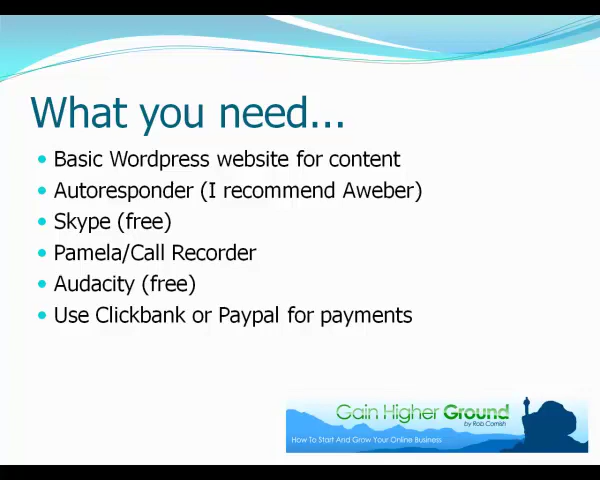 What you need...
Basic Wordpress website for content
Autoresponder (I recommend Aweber)
Skype (free)
Pamela/Call Recorder
Audacity (free)
Use Clickbank or Paypal for payments
Gain Higher Ground
by Rob Cornish
How To Start And Grow Your Online Business